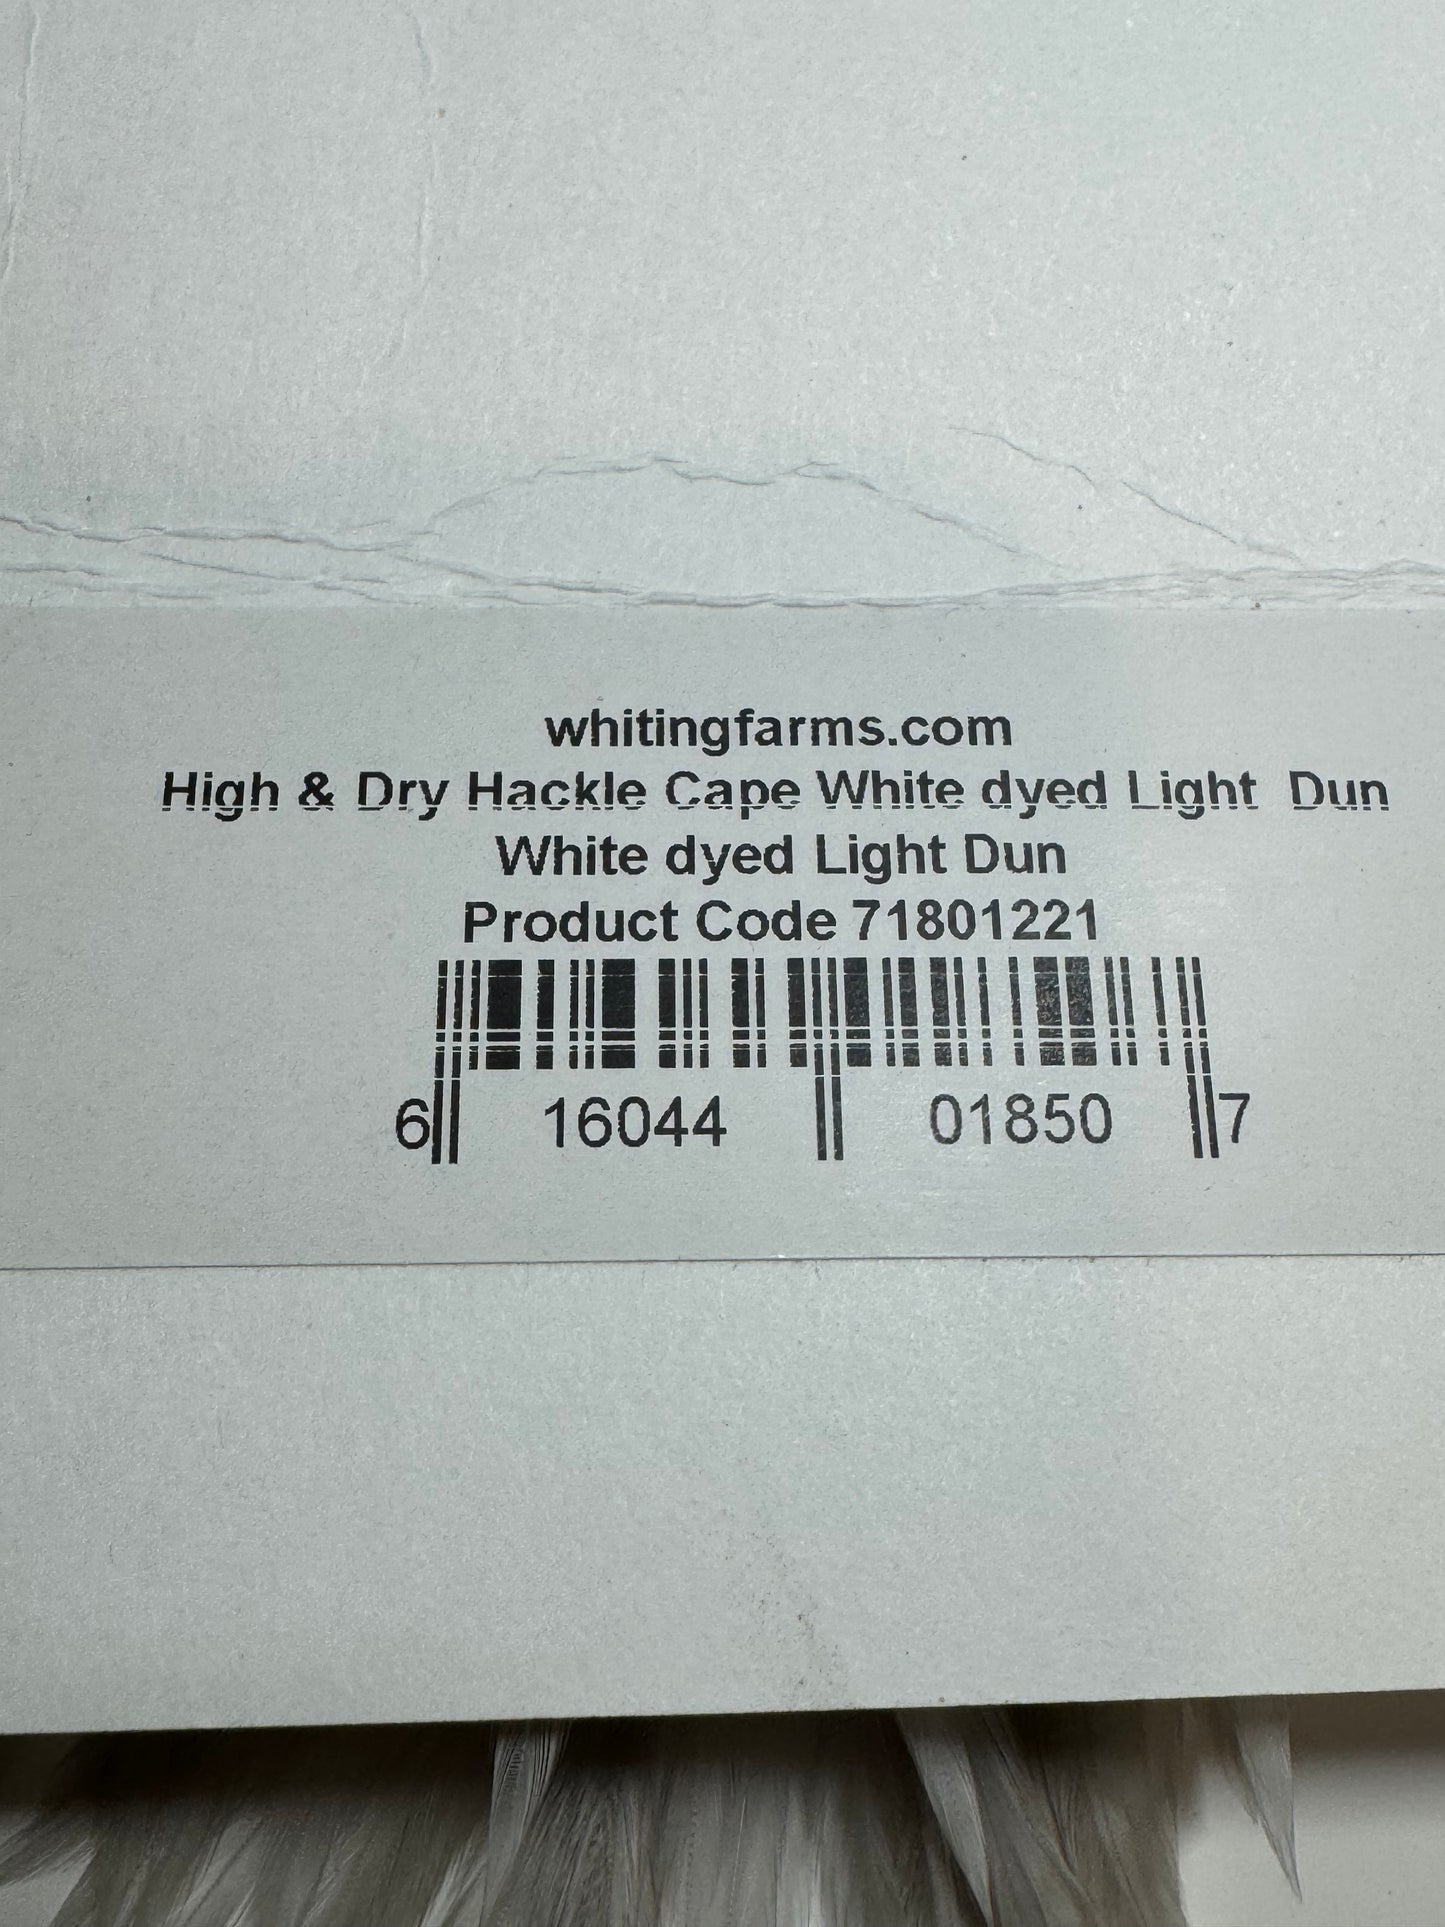 whitingfarms.com
High & Dry Hackle Cape White dyed Light  Dun
White dyed Light Dun
Product Code 71801221
6 16044 01850 7